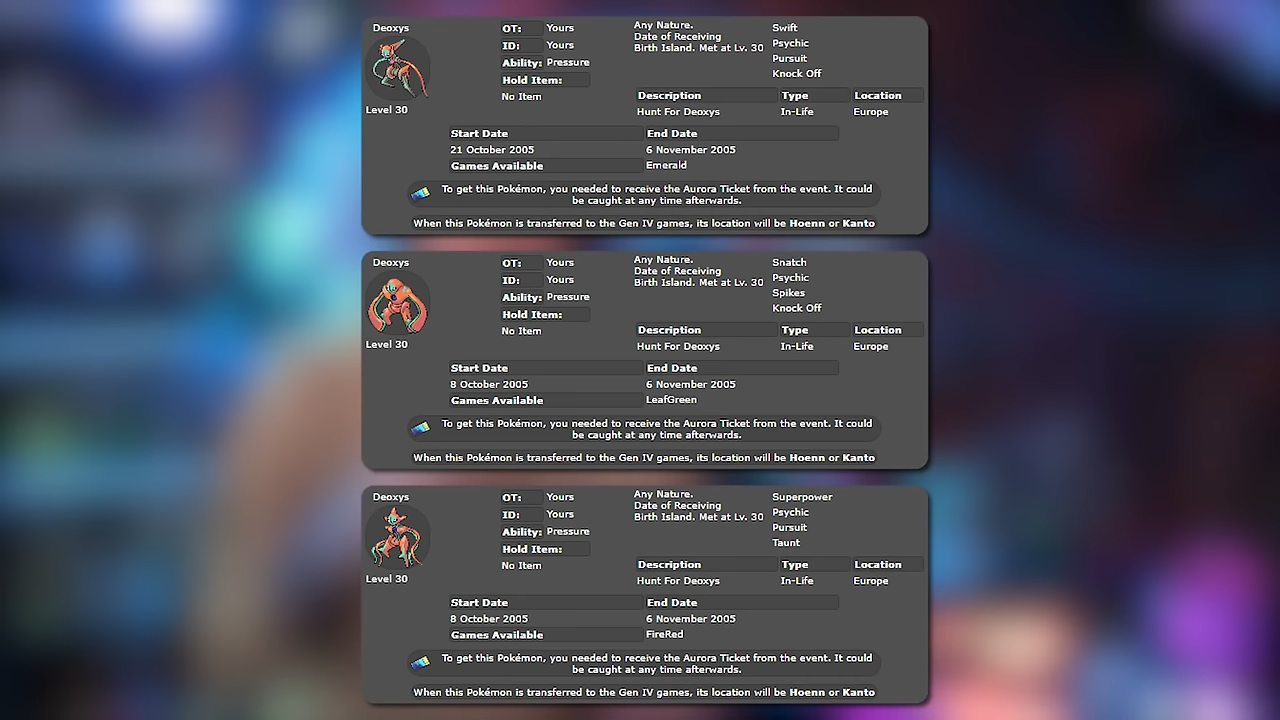 Deoxys
OT: Yours
ID: Yours
Ability: Pressure
Hold Item:
No Item
Level 30
Any Nature.
Date of Receiving
Birth Island. Met at Lv. 30
Swift
Psychic
Pursuit
Knock Off
Description Type Location
Hunt For Deoxys In-Life Europe
Start Date End Date
21 October 2005 6 November 2005
Games Available Emerald
To get this Pokémon, you needed to receive the Aurora Ticket from the event. It could
be caught at any time afterwards.
When this Pokémon is transferred to the Gen IV games, its location will be Hoenn or Kanto
Deoxys
OT: Yours
ID: Yours
Ability: Pressure
Hold Item:
No Item
Level 30
Any Nature.
Date of Receiving
Birth Island. Met at Lv. 30
Snatch
Psychic
Spikes
Knock Off
Description Type Location
Hunt For Deoxys In-Life Europe
Start Date End Date
8 October 2005 6 November 2005
Games Available LeafGreen
To get this Pokémon, you needed to receive the Aurora Ticket from the event. It could
be caught at any time afterwards.
When this Pokémon is transferred to the Gen IV games, its location will be Hoenn or Kanto
Deoxys
OT: Yours
ID: Yours
Ability: Pressure
Hold Item:
No Item
Level 30
Any Nature.
Date of Receiving
Birth Island. Met at Lv. 30
Superpower
Psychic
Pursuit
Taunt
Description Type Location
Hunt For Deoxys In-Life Europe
Start Date End Date
8 October 2005 6 November 2005
Games Available FireRed
To get this Pokémon, you needed to receive the Aurora Ticket from the event. It could
be caught at any time afterwards.
When this Pokémon is transferred to the Gen IV games, its location will be Hoenn or Kanto